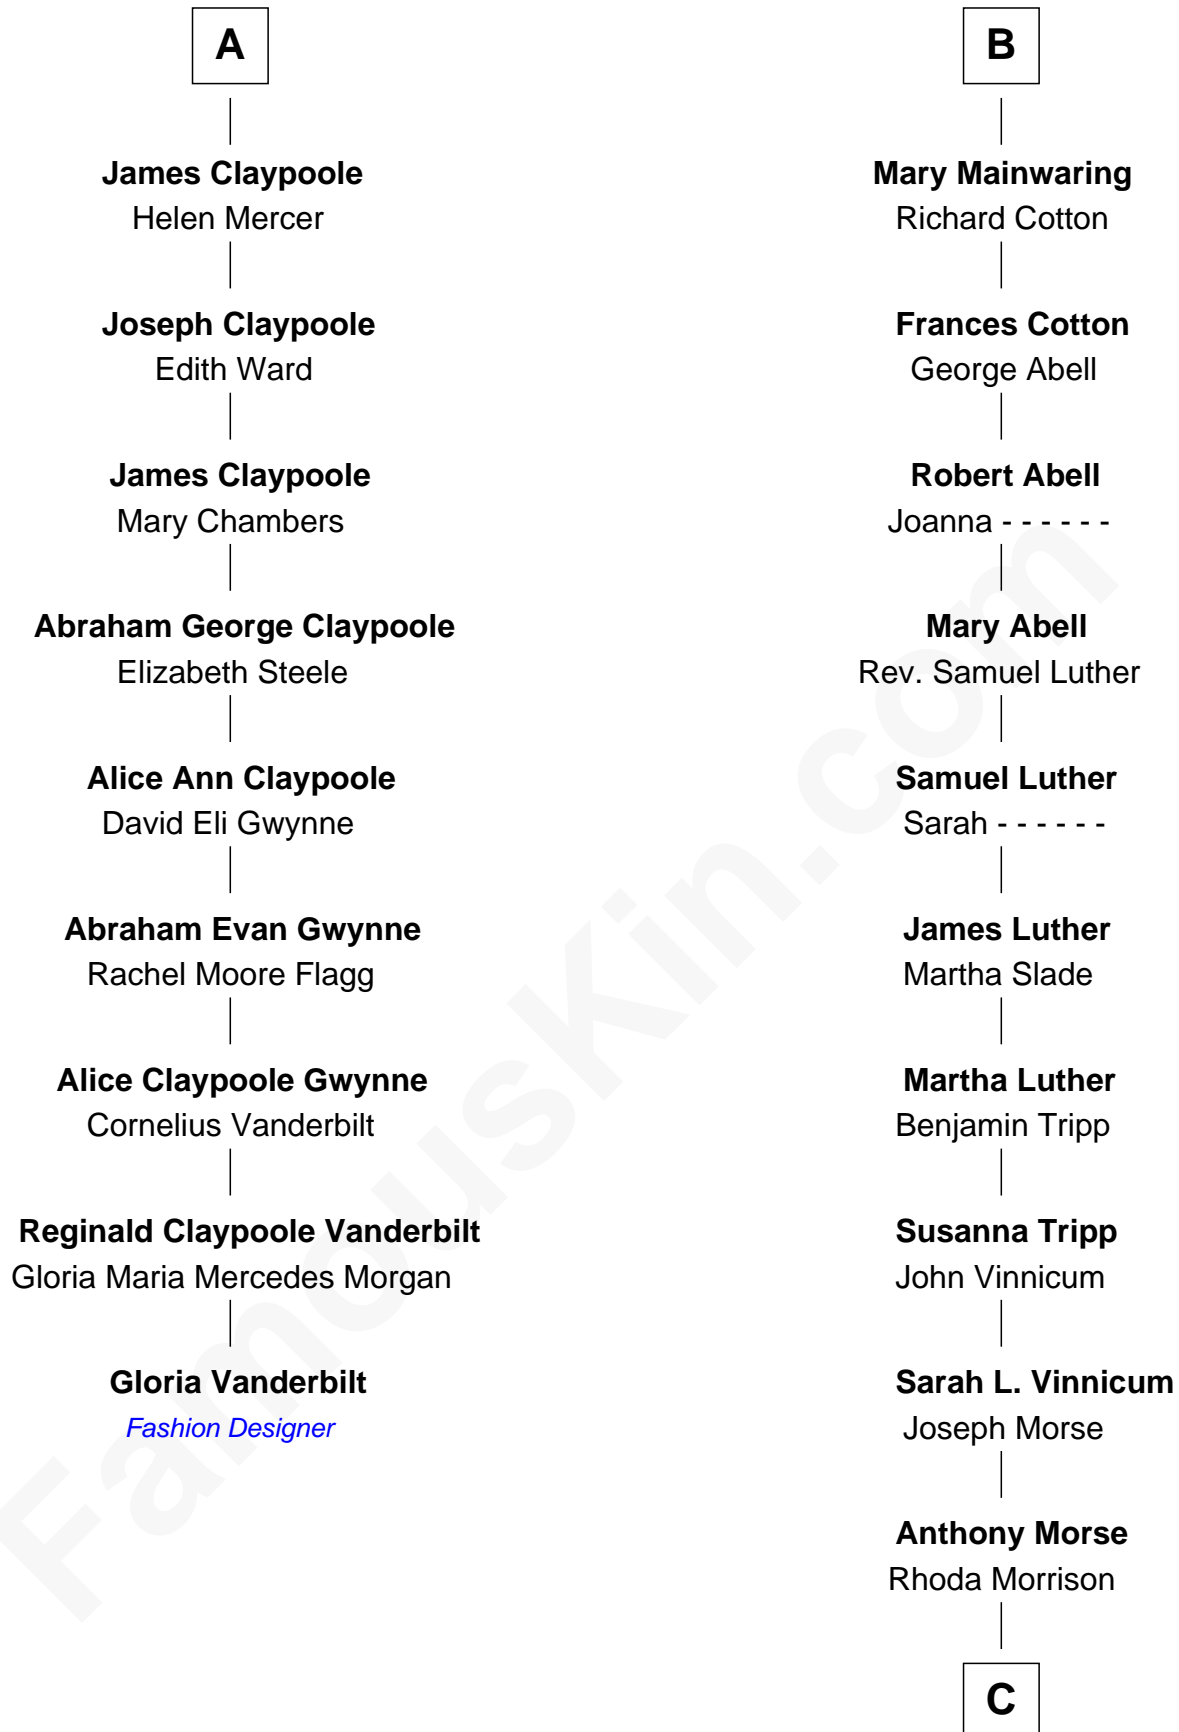 A
James Claypoole
Helen Mercer
Joseph Claypoole
Edith Ward
James Claypoole
Mary Chambers
Abraham George Claypoole
Elizabeth Steele
Alice Ann Claypoole
David Eli Gwynne
Abraham Evan Gwynne
Rachel Moore Flagg
Alice Claypoole Gwynne
Cornelius Vanderbilt
Reginald Claypoole Vanderbilt
Gloria Maria Mercedes Morgan
Gloria Vanderbilt
Fashion Designer
B
Mary Mainwaring
Richard Cotton
Frances Cotton
George Abell
Robert Abell
Joanna - - - - - -
Mary Abell
Rev. Samuel Luther
Samuel Luther
Sarah - - - - - -
James Luther
Martha Slade
Martha Luther
Benjamin Tripp
Susanna Tripp
John Vinnicum
Sarah L. Vinnicum
Joseph Morse
Anthony Morse
Rhoda Morrison
C
FamousKin.com